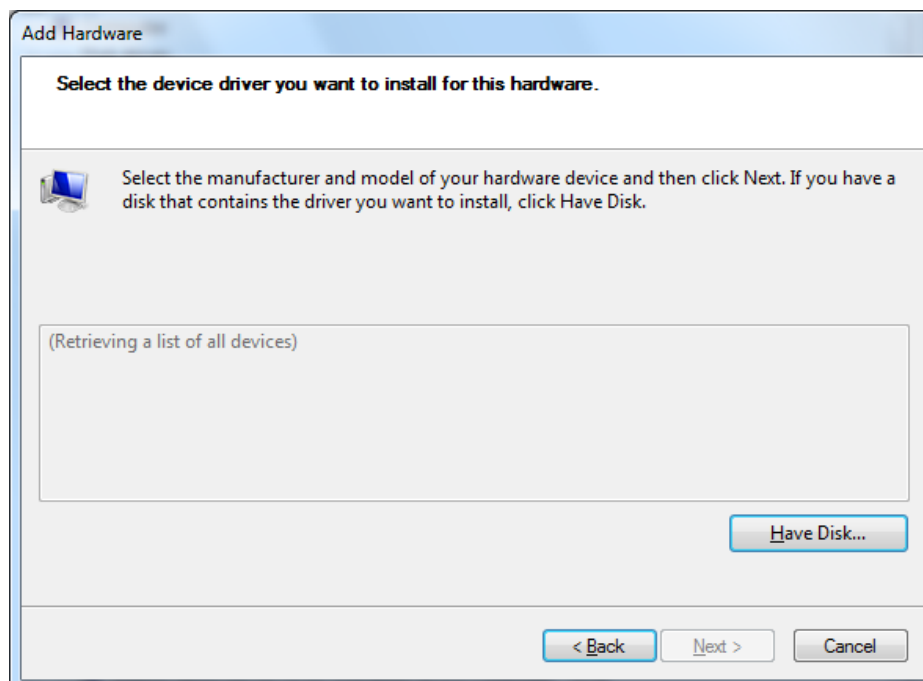 Add Hardware
Select the device driver you want to install for this hardware.
Select the manufacturer and model of your hardware device and then click Next. If you have a
disk that contains the driver you want to install, click Have Disk.
(Retrieving a list of all devices)
Have Disk...
< Back
Next >
Cancel